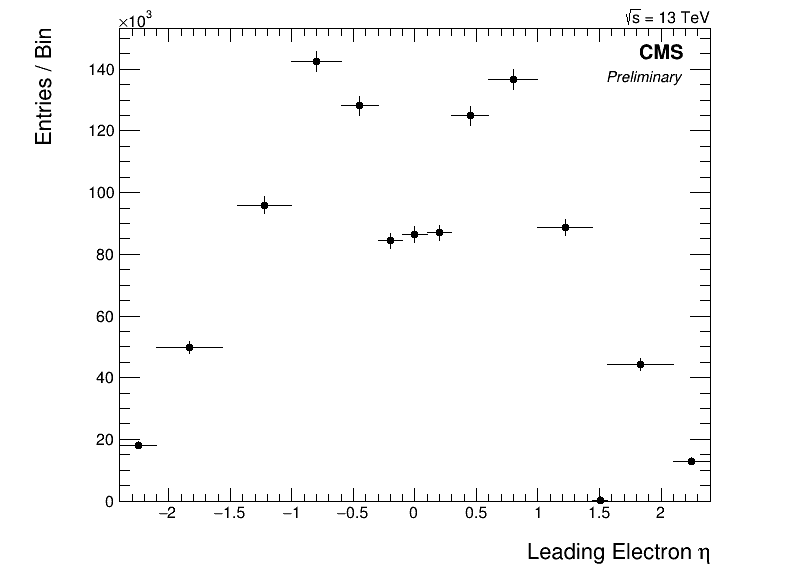 ×10³
√s = 13 TeV
CMS
Preliminary
Entries / Bin
140
120
100
80
60
40
20
0
−2 −1.5 −1 −0.5 0 0.5 1 1.5 2
Leading Electron η